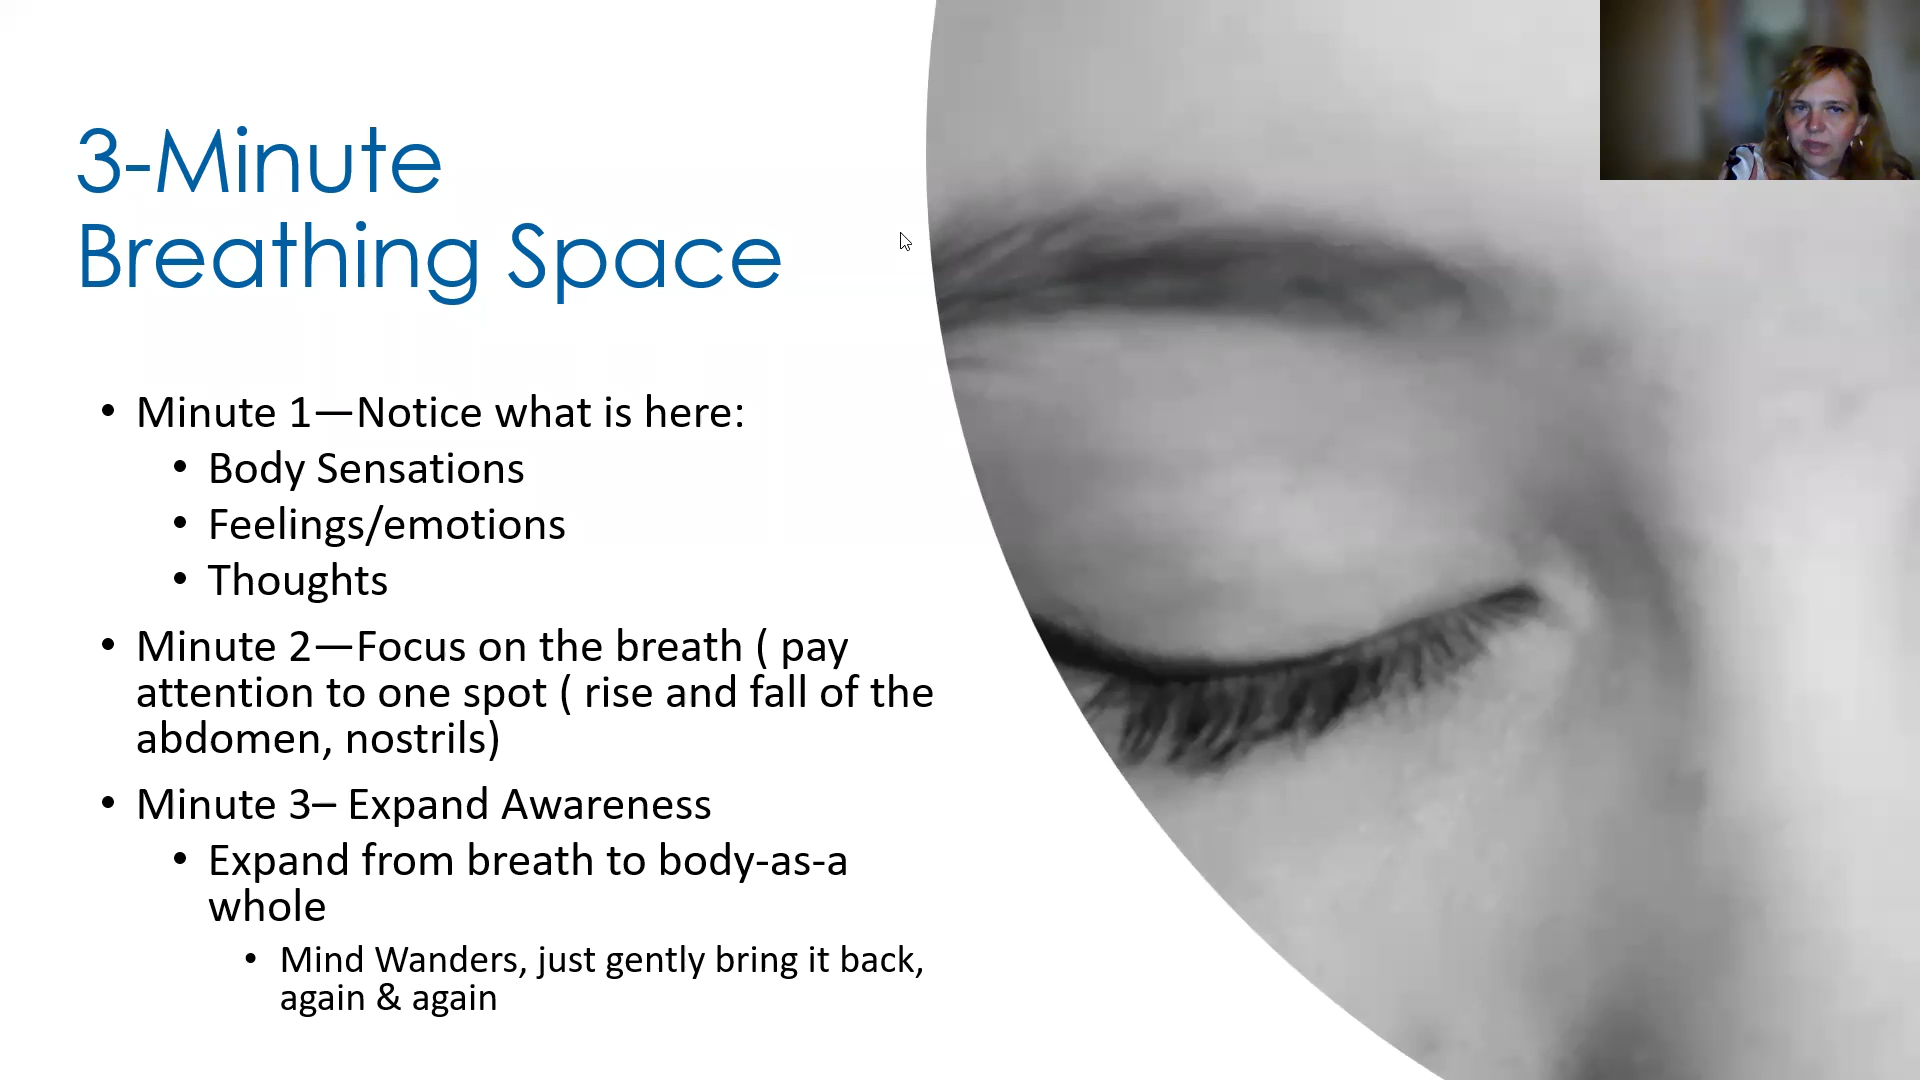 3-Minute
Breathing Space
• Minute 1—Notice what is here:
• Body Sensations
• Feelings/emotions
• Thoughts
• Minute 2—Focus on the breath ( pay
attention to one spot ( rise and fall of the
abdomen, nostrils)
• Minute 3– Expand Awareness
• Expand from breath to body-as-a
whole
• Mind Wanders, just gently bring it back,
again & again